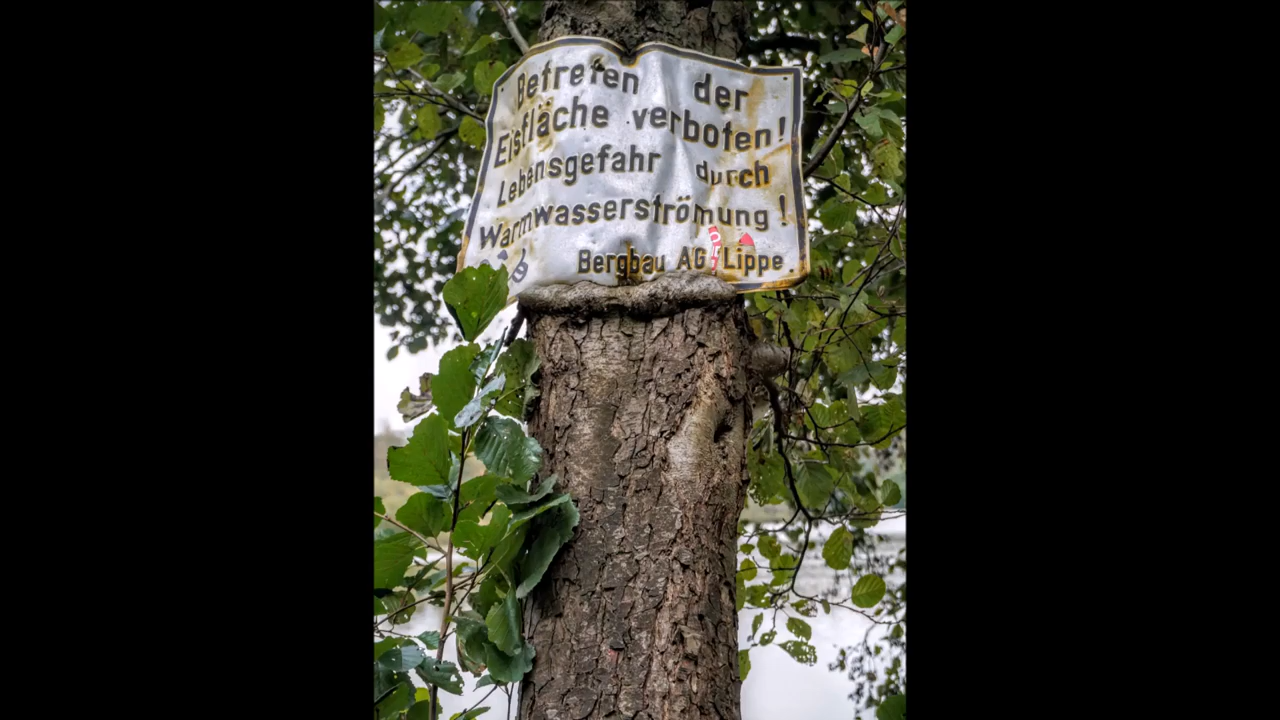 Betreten der
Eisfläche verboten!
Lebensgefahr durch
Warmwasserströmung!
Bergbau AG Lippe